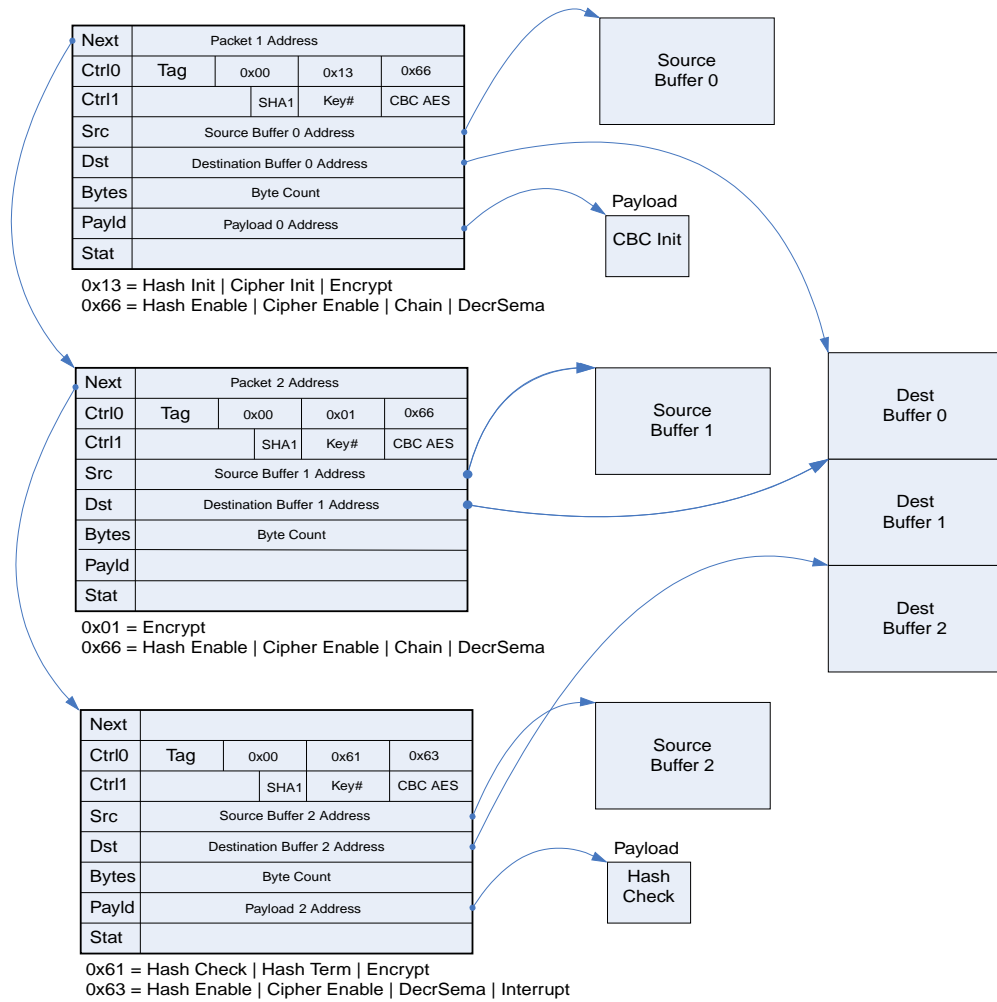 Next Packet 1 Address
Ctrl0 Tag 0x00 0x13 0x66
Ctrl1 SHA1 Key# CBC AES
Src Source Buffer 0 Address
Dst Destination Buffer 0 Address
Bytes Byte Count
Payld Payload 0 Address
Stat
0x13 = Hash Init | Cipher Init | Encrypt
0x66 = Hash Enable | Cipher Enable | Chain | DecrSema
Source
Buffer 0
Payload
CBC Init
Next Packet 2 Address
Ctrl0 Tag 0x00 0x01 0x66
Ctrl1 SHA1 Key# CBC AES
Src Source Buffer 1 Address
Dst Destination Buffer 1 Address
Bytes Byte Count
Payld
Stat
0x01 = Encrypt
0x66 = Hash Enable | Cipher Enable | Chain | DecrSema
Source
Buffer 1
Dest
Buffer 0
Dest
Buffer 1
Dest
Buffer 2
Next
Ctrl0 Tag 0x00 0x61 0x63
Ctrl1 SHA1 Key# CBC AES
Src Source Buffer 2 Address
Dst Destination Buffer 2 Address
Bytes Byte Count
Payld Payload 2 Address
Stat
0x61 = Hash Check | Hash Term | Encrypt
0x63 = Hash Enable | Cipher Enable | DecrSema | Interrupt
Source
Buffer 2
Payload
Hash
Check